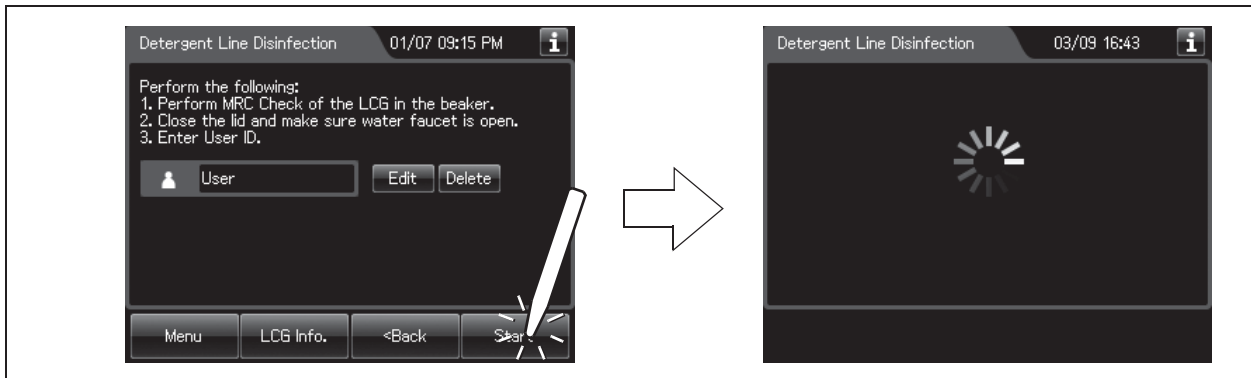 Detergent Line Disinfection 01/07 09:15 PM i
Perform the following:
1. Perform MRC Check of the LCG in the beaker.
2. Close the lid and make sure water faucet is open.
3. Enter User ID.
User Edit Delete
Menu LCG Info. <Back Start
Detergent Line Disinfection 03/09 16:43 i